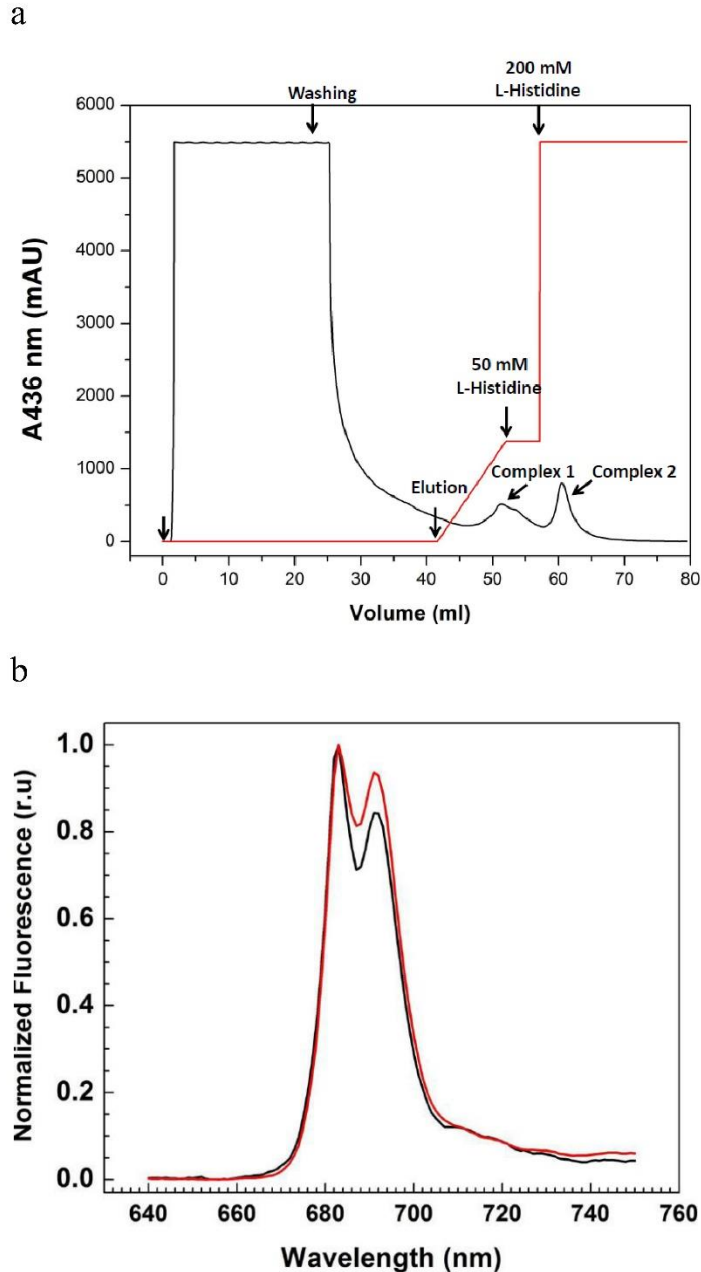 a
200 mM
L-Histidine
Washing
6000
5000
4000
3000
2000
1000
0
A436 nm (mAU)
50 mM
L-Histidine
Elution
Complex 1
Complex 2
0 10 20 30 40 50 60 70 80
Volume (ml)
b
1.0
0.8
0.6
0.4
0.2
0.0
Normalized Fluorescence (r.u)
640 660 680 700 720 740 760
Wavelength (nm)